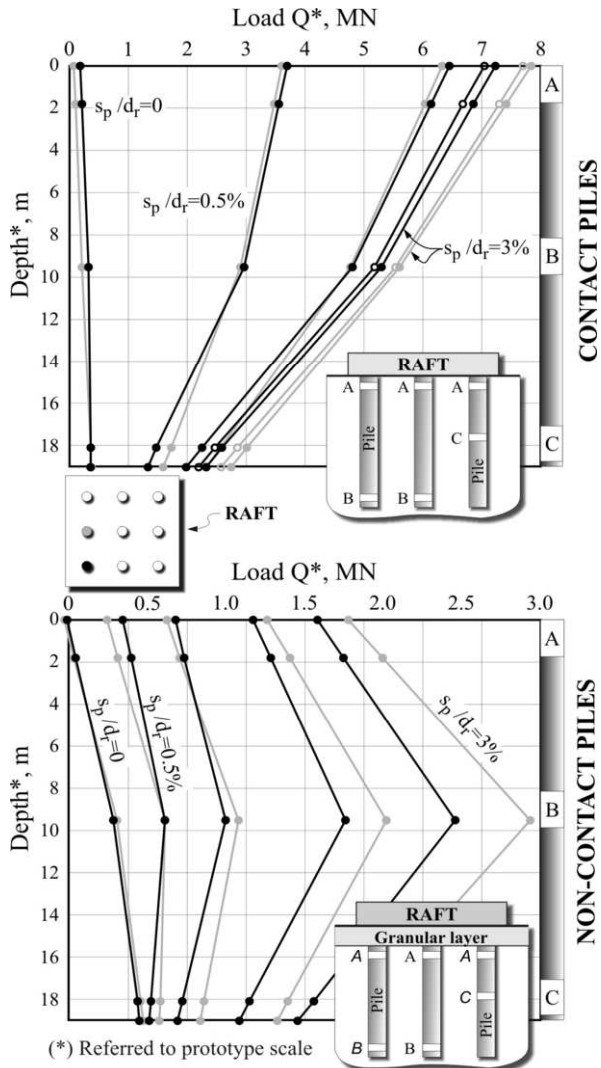 Load Q*, MN
0 1 2 3 4 5 6 7 8
Depth*, m
0
2
4
6
8
10
12
14
16
18
s_p /d_r=0
s_p /d_r=0.5%
s_p /d_r=3%
A
B
C
CONTACT PILES
RAFT
A A A
Pile
C
Pile
B B
RAFT
Load Q*, MN
0 0.5 1.0 1.5 2.0 2.5 3.0
Depth*, m
0
2
4
6
8
10
12
14
16
18
s_p /d_r=0
s_p /d_r=0.5%
s_p /d_r=3%
A
B
C
NON-CONTACT PILES
RAFT
Granular layer
A A A
Pile
C
Pile
B B
(*) Referred to prototype scale